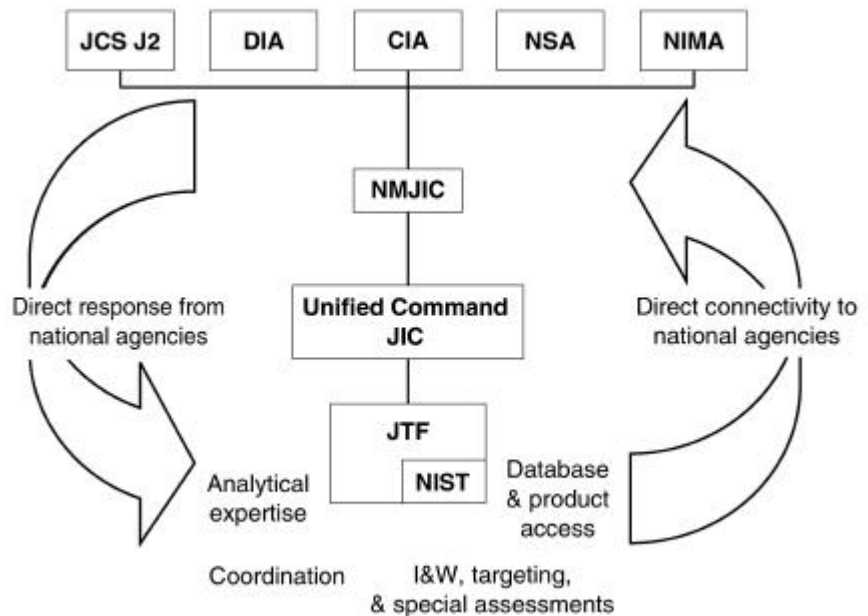 JCS J2
DIA
CIA
NSA
NIMA
NMJIC
Direct response from
national agencies
Unified Command
JIC
Direct connectivity to
national agencies
JTF
NIST
Analytical
expertise
Database
& product
access
Coordination
I&W, targeting,
& special assessments